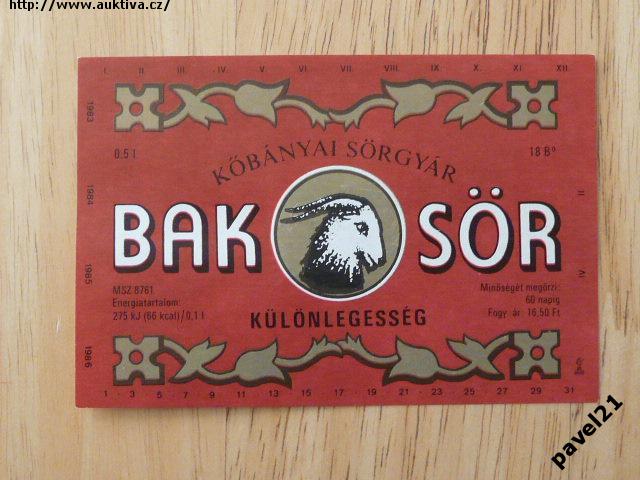 http://www.auktiva.cz/
I. II. III. IV. V. VI. VII. VIII. IX. X. XI. XII.
1983
0.5 l
KŐBÁNYAI SÖRGYÁR
18 B°
1984
II
BAK SÖR
1985
IV
MSZ 8761
Energiatartalom:
275 kJ (66 kcal)/0,1 l
Minőségét megőrzi:
60 napig
Fogy. ár: 16,50 Ft
KÜLÖNLEGESSÉG
1986
1 · 3 · 5 · 7 · 9 · 11 · 13 · 15 · 17 · 19 · 21 · 23 · 25 · 27 · 29 · 31
pavel21